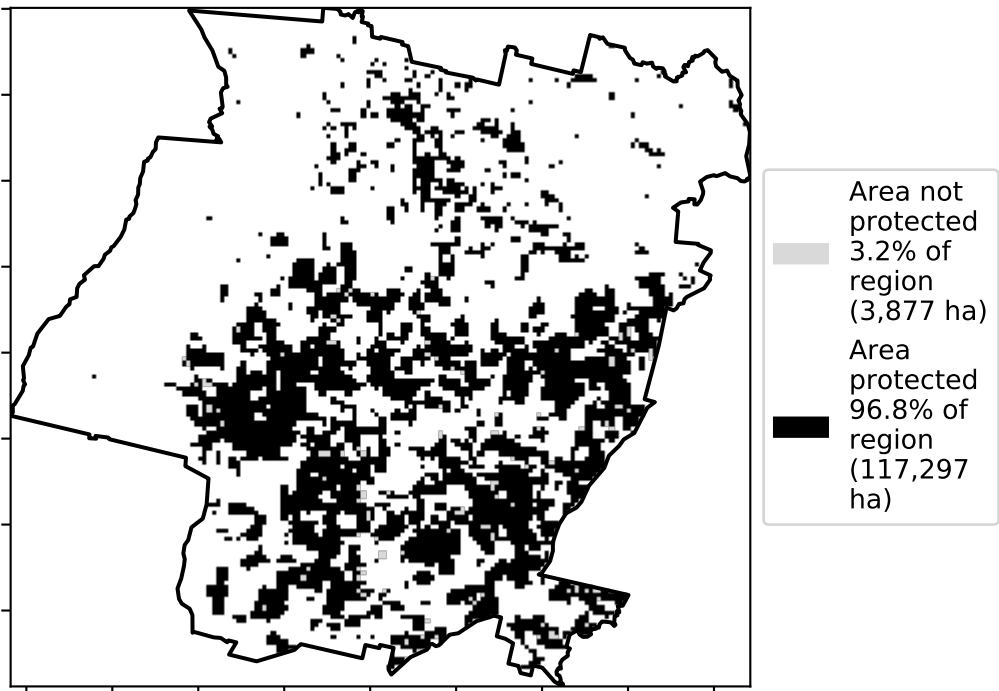 Area not
protected
3.2% of
region
(3,877 ha)
Area
protected
96.8% of
region
(117,297
ha)